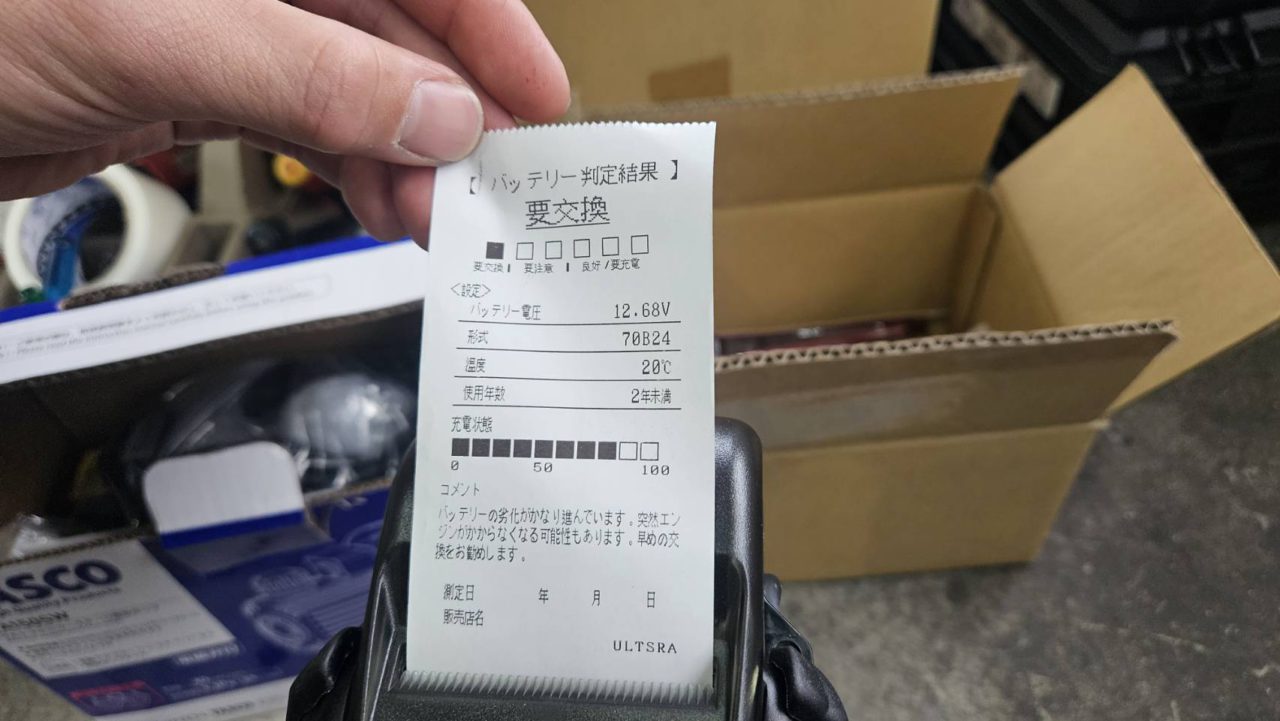 【 バッテリー判定結果 】
要交換
要交換 | 要注意 | 良好 / 要充電
<設定>
バッテリー電圧 12.68V
形式 70B24
温度 20℃
使用年数 2年未満
充電状態
0 50 100
コメント
バッテリーの劣化がかなり進んでいます。突然エン
ジンがかからなくなる可能性もあります。早めの交
換をお勧めします。
測定日 年 月 日
販売店名
ULTSRA
ASCO